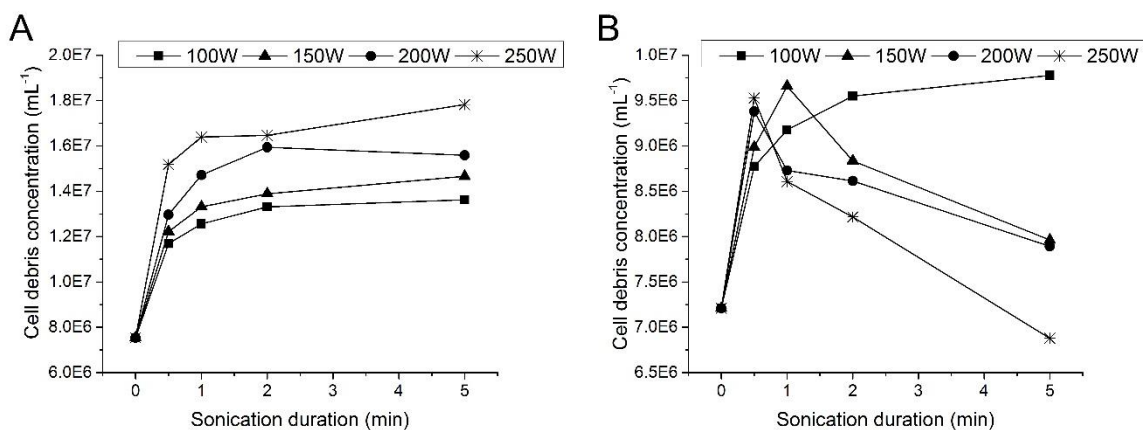 A
100W 150W 200W 250W
Cell debris concentration (mL-1)
2.0E7
1.8E7
1.6E7
1.4E7
1.2E7
1.0E7
8.0E6
6.0E6
0 1 2 3 4 5
Sonication duration (min)
B
100W 150W 200W 250W
Cell debris concentration (mL-1)
1.0E7
9.5E6
9.0E6
8.5E6
8.0E6
7.5E6
7.0E6
6.5E6
0 1 2 3 4 5
Sonication duration (min)